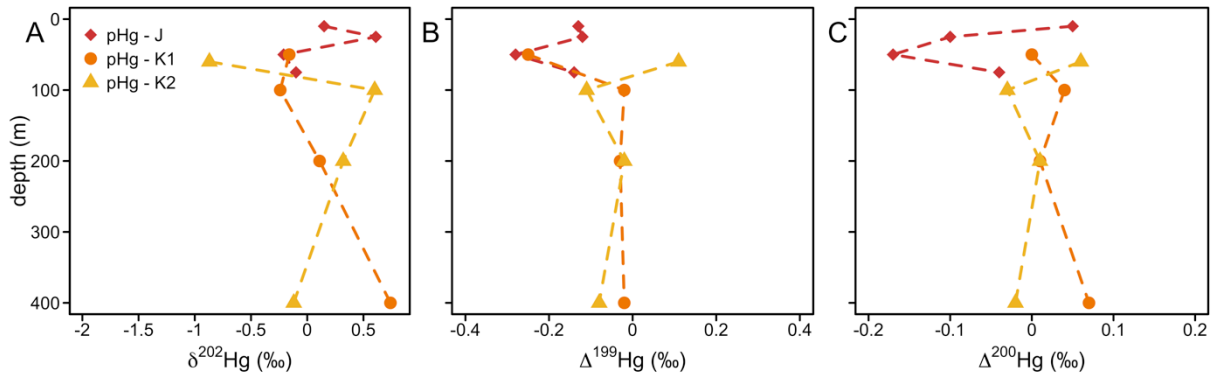 A
pHg - J
pHg - K1
pHg - K2
B
C
0
100
200
300
400
depth (m)
-2 -1.5 -1 -0.5 0 0.5
-0.4 -0.2 0 0.2 0.4
-0.2 -0.1 0 0.1 0.2
δ²⁰²Hg (‰)
Δ¹⁹⁹Hg (‰)
Δ²⁰⁰Hg (‰)